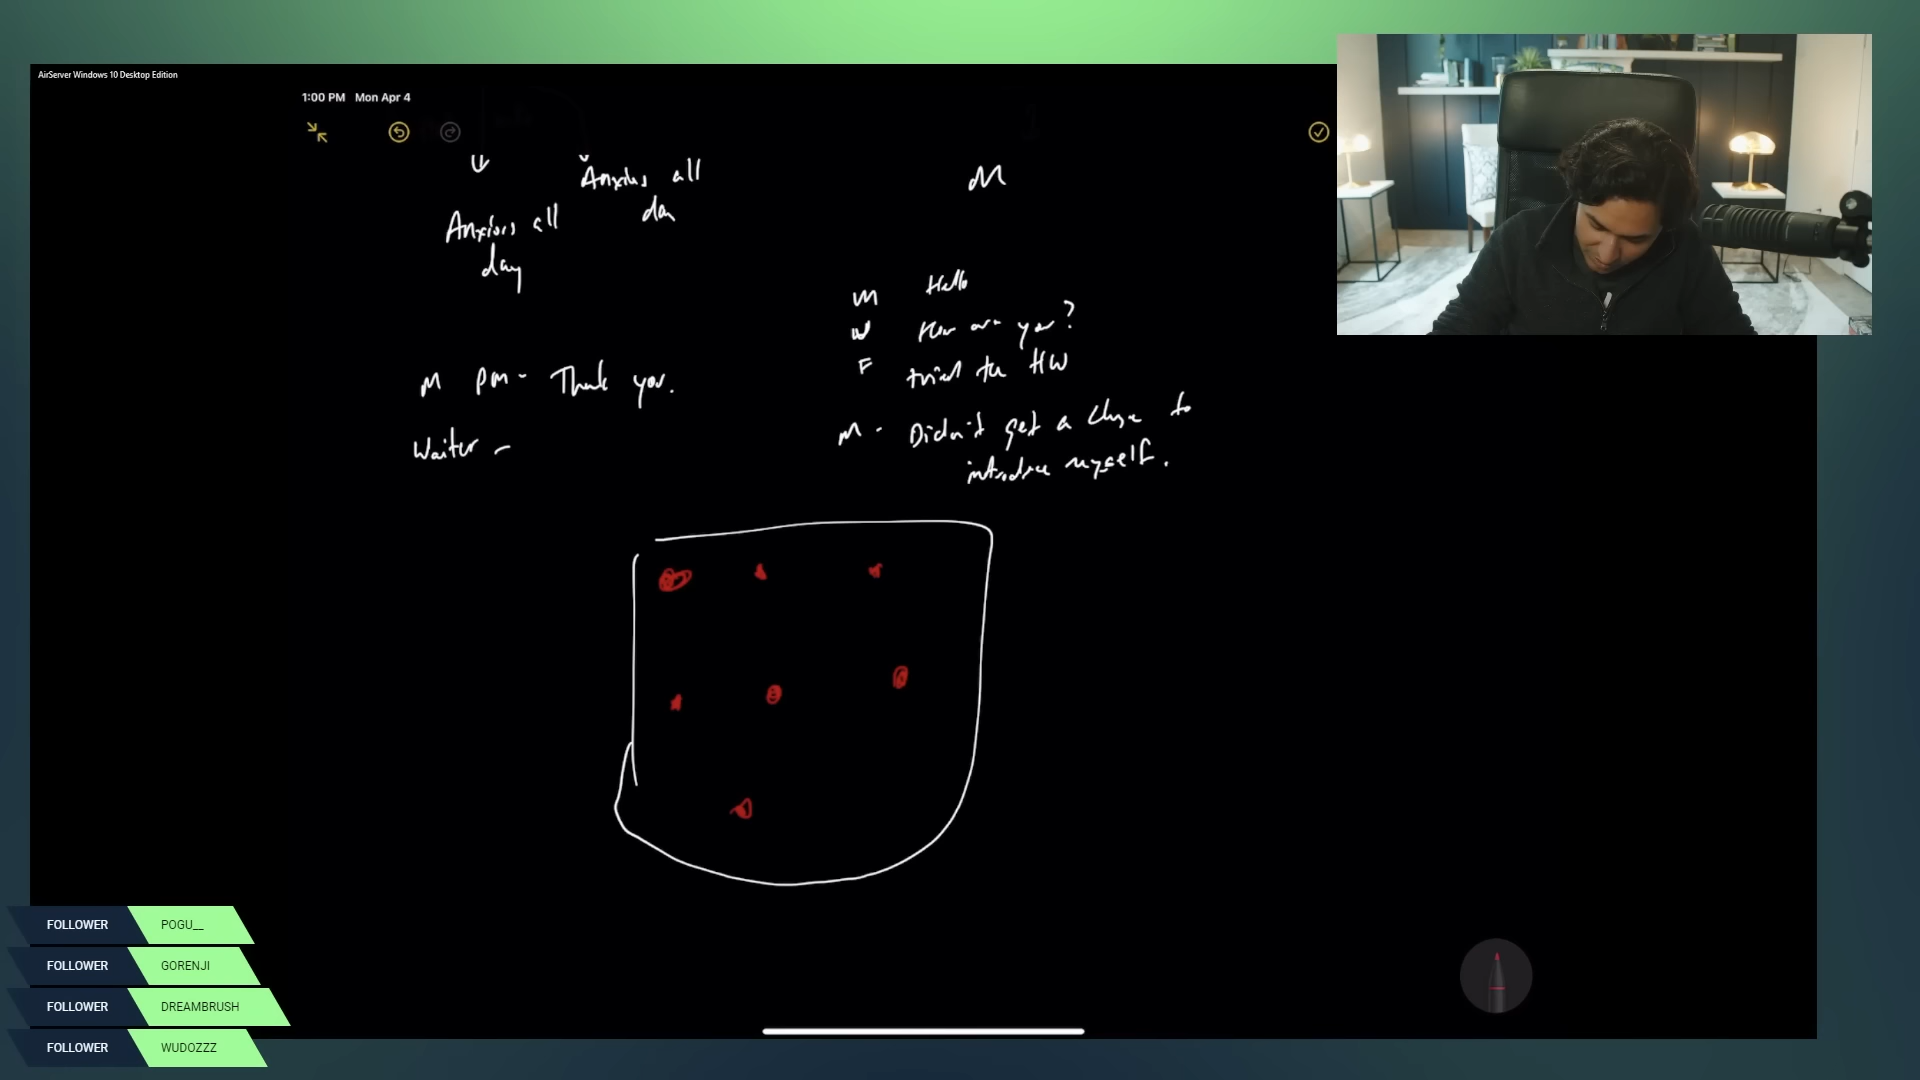 AirServer Windows 10 Desktop Edition
1:00 PM Mon Apr 4
Anxious all
day
Anxious all
day
M
M Hello
W How are you?
F tried the HW
M - Didn't get a chance to
introduce myself.
M pm - Thank you.
Waiter -
FOLLOWER POGU__
FOLLOWER GORENJI
FOLLOWER DREAMBRUSH
FOLLOWER WUDOZZZ